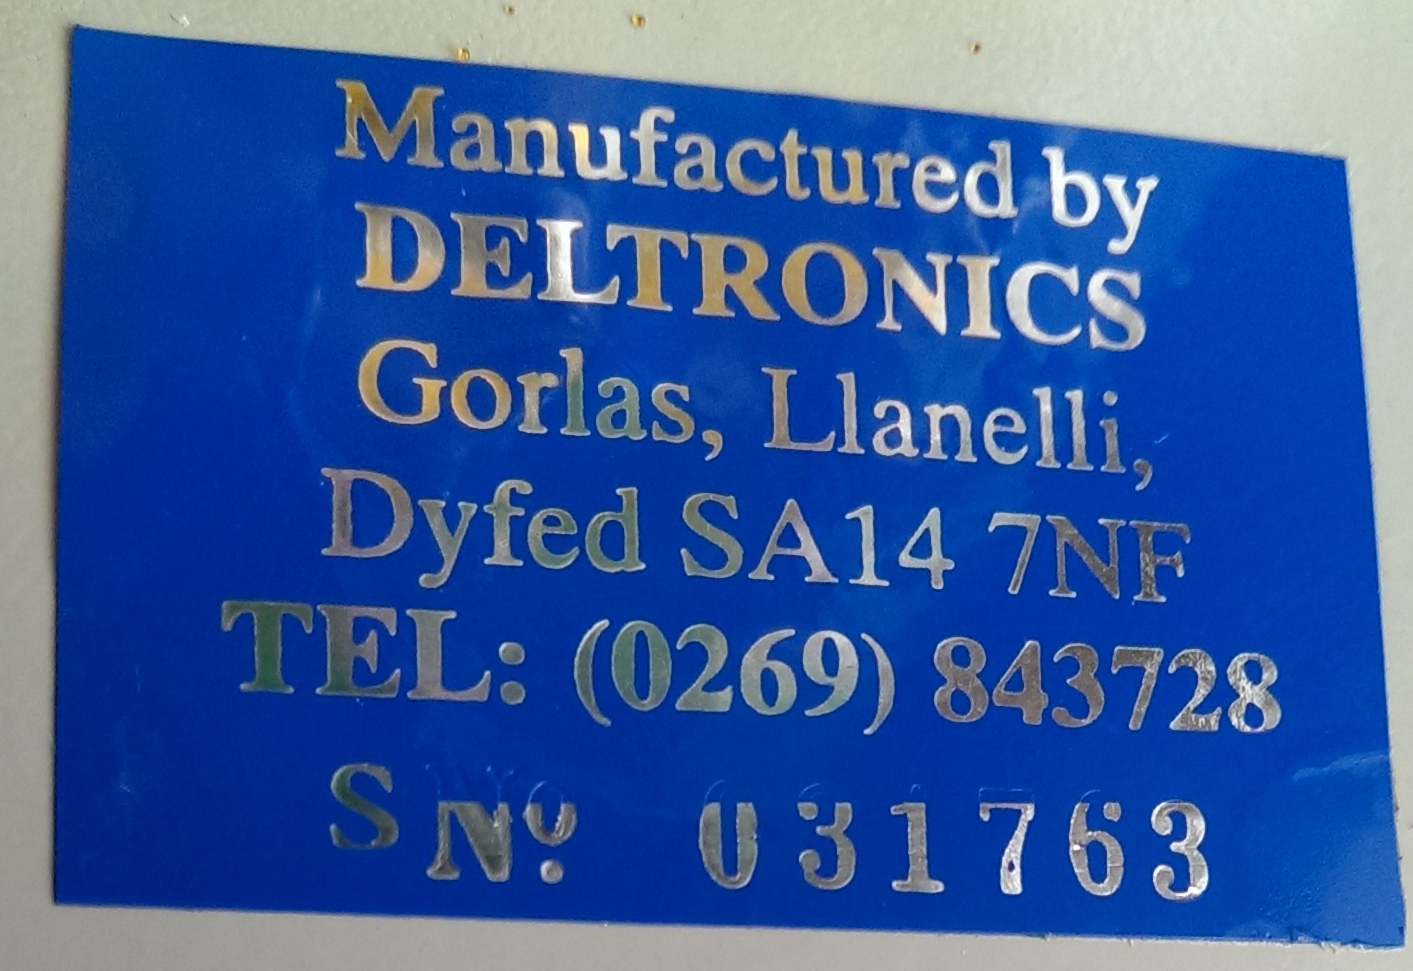 Manufactured by
DELTRONICS
Gorlas, Llanelli,
Dyfed SA14 7NF
TEL: (0269) 843728
S Nº. 031763